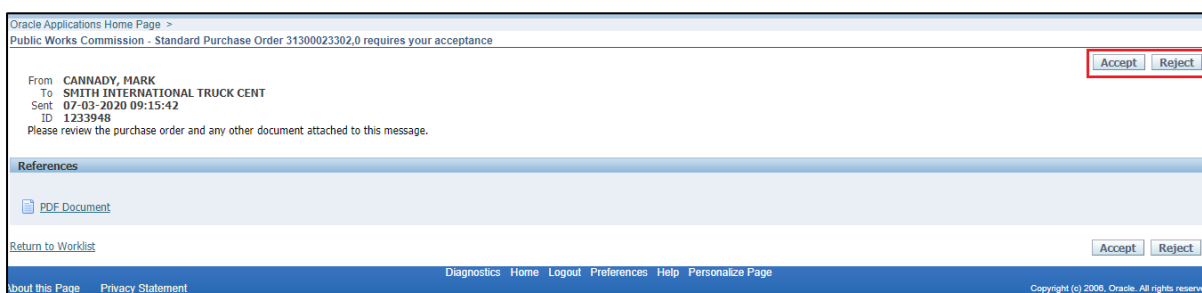 Oracle Applications Home Page >
Public Works Commission - Standard Purchase Order 31300023302,0 requires your acceptance
Accept Reject
From CANNADY, MARK
To SMITH INTERNATIONAL TRUCK CENT
Sent 07-03-2020 09:15:42
ID 1233948
Please review the purchase order and any other document attached to this message.
References
PDF Document
Return to Worklist
Accept Reject
Diagnostics Home Logout Preferences Help Personalize Page
About this Page Privacy Statement
Copyright (c) 2006, Oracle. All rights reserve